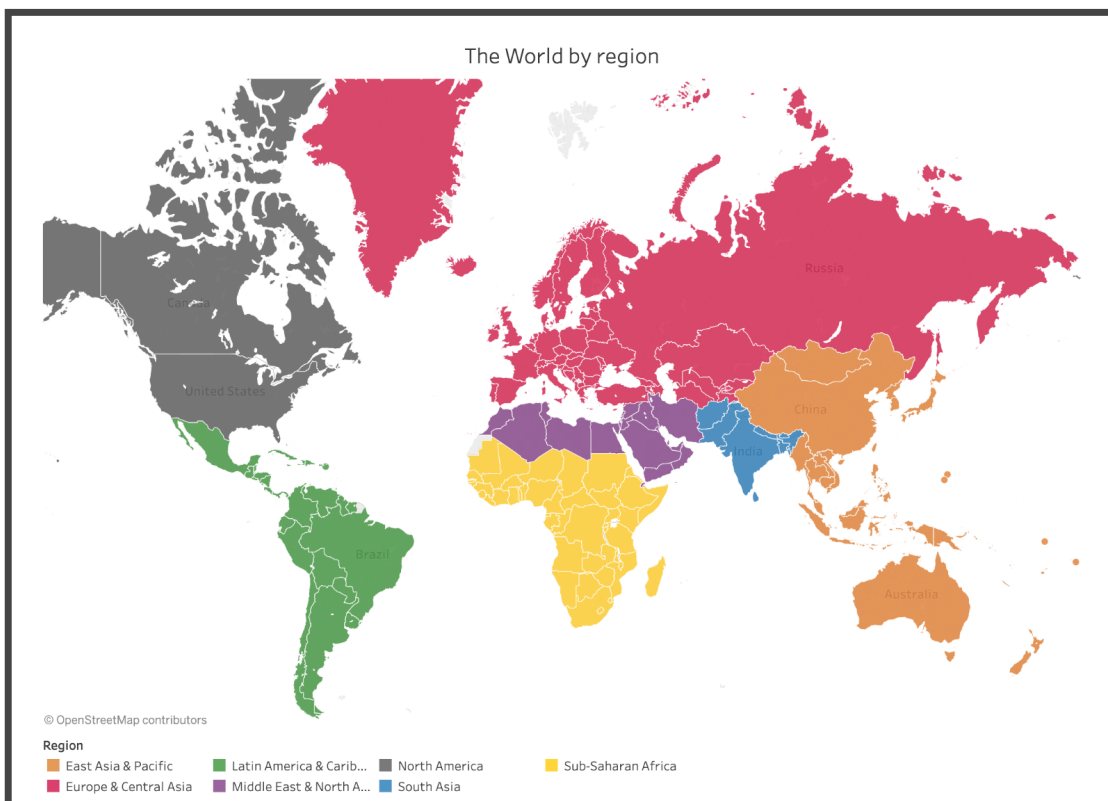 The World by region
Russia
Canada
United States
China
India
Brazil
Australia
© OpenStreetMap contributors
Region
East Asia & Pacific
Latin America & Carib...
North America
Sub-Saharan Africa
Europe & Central Asia
Middle East & North A...
South Asia